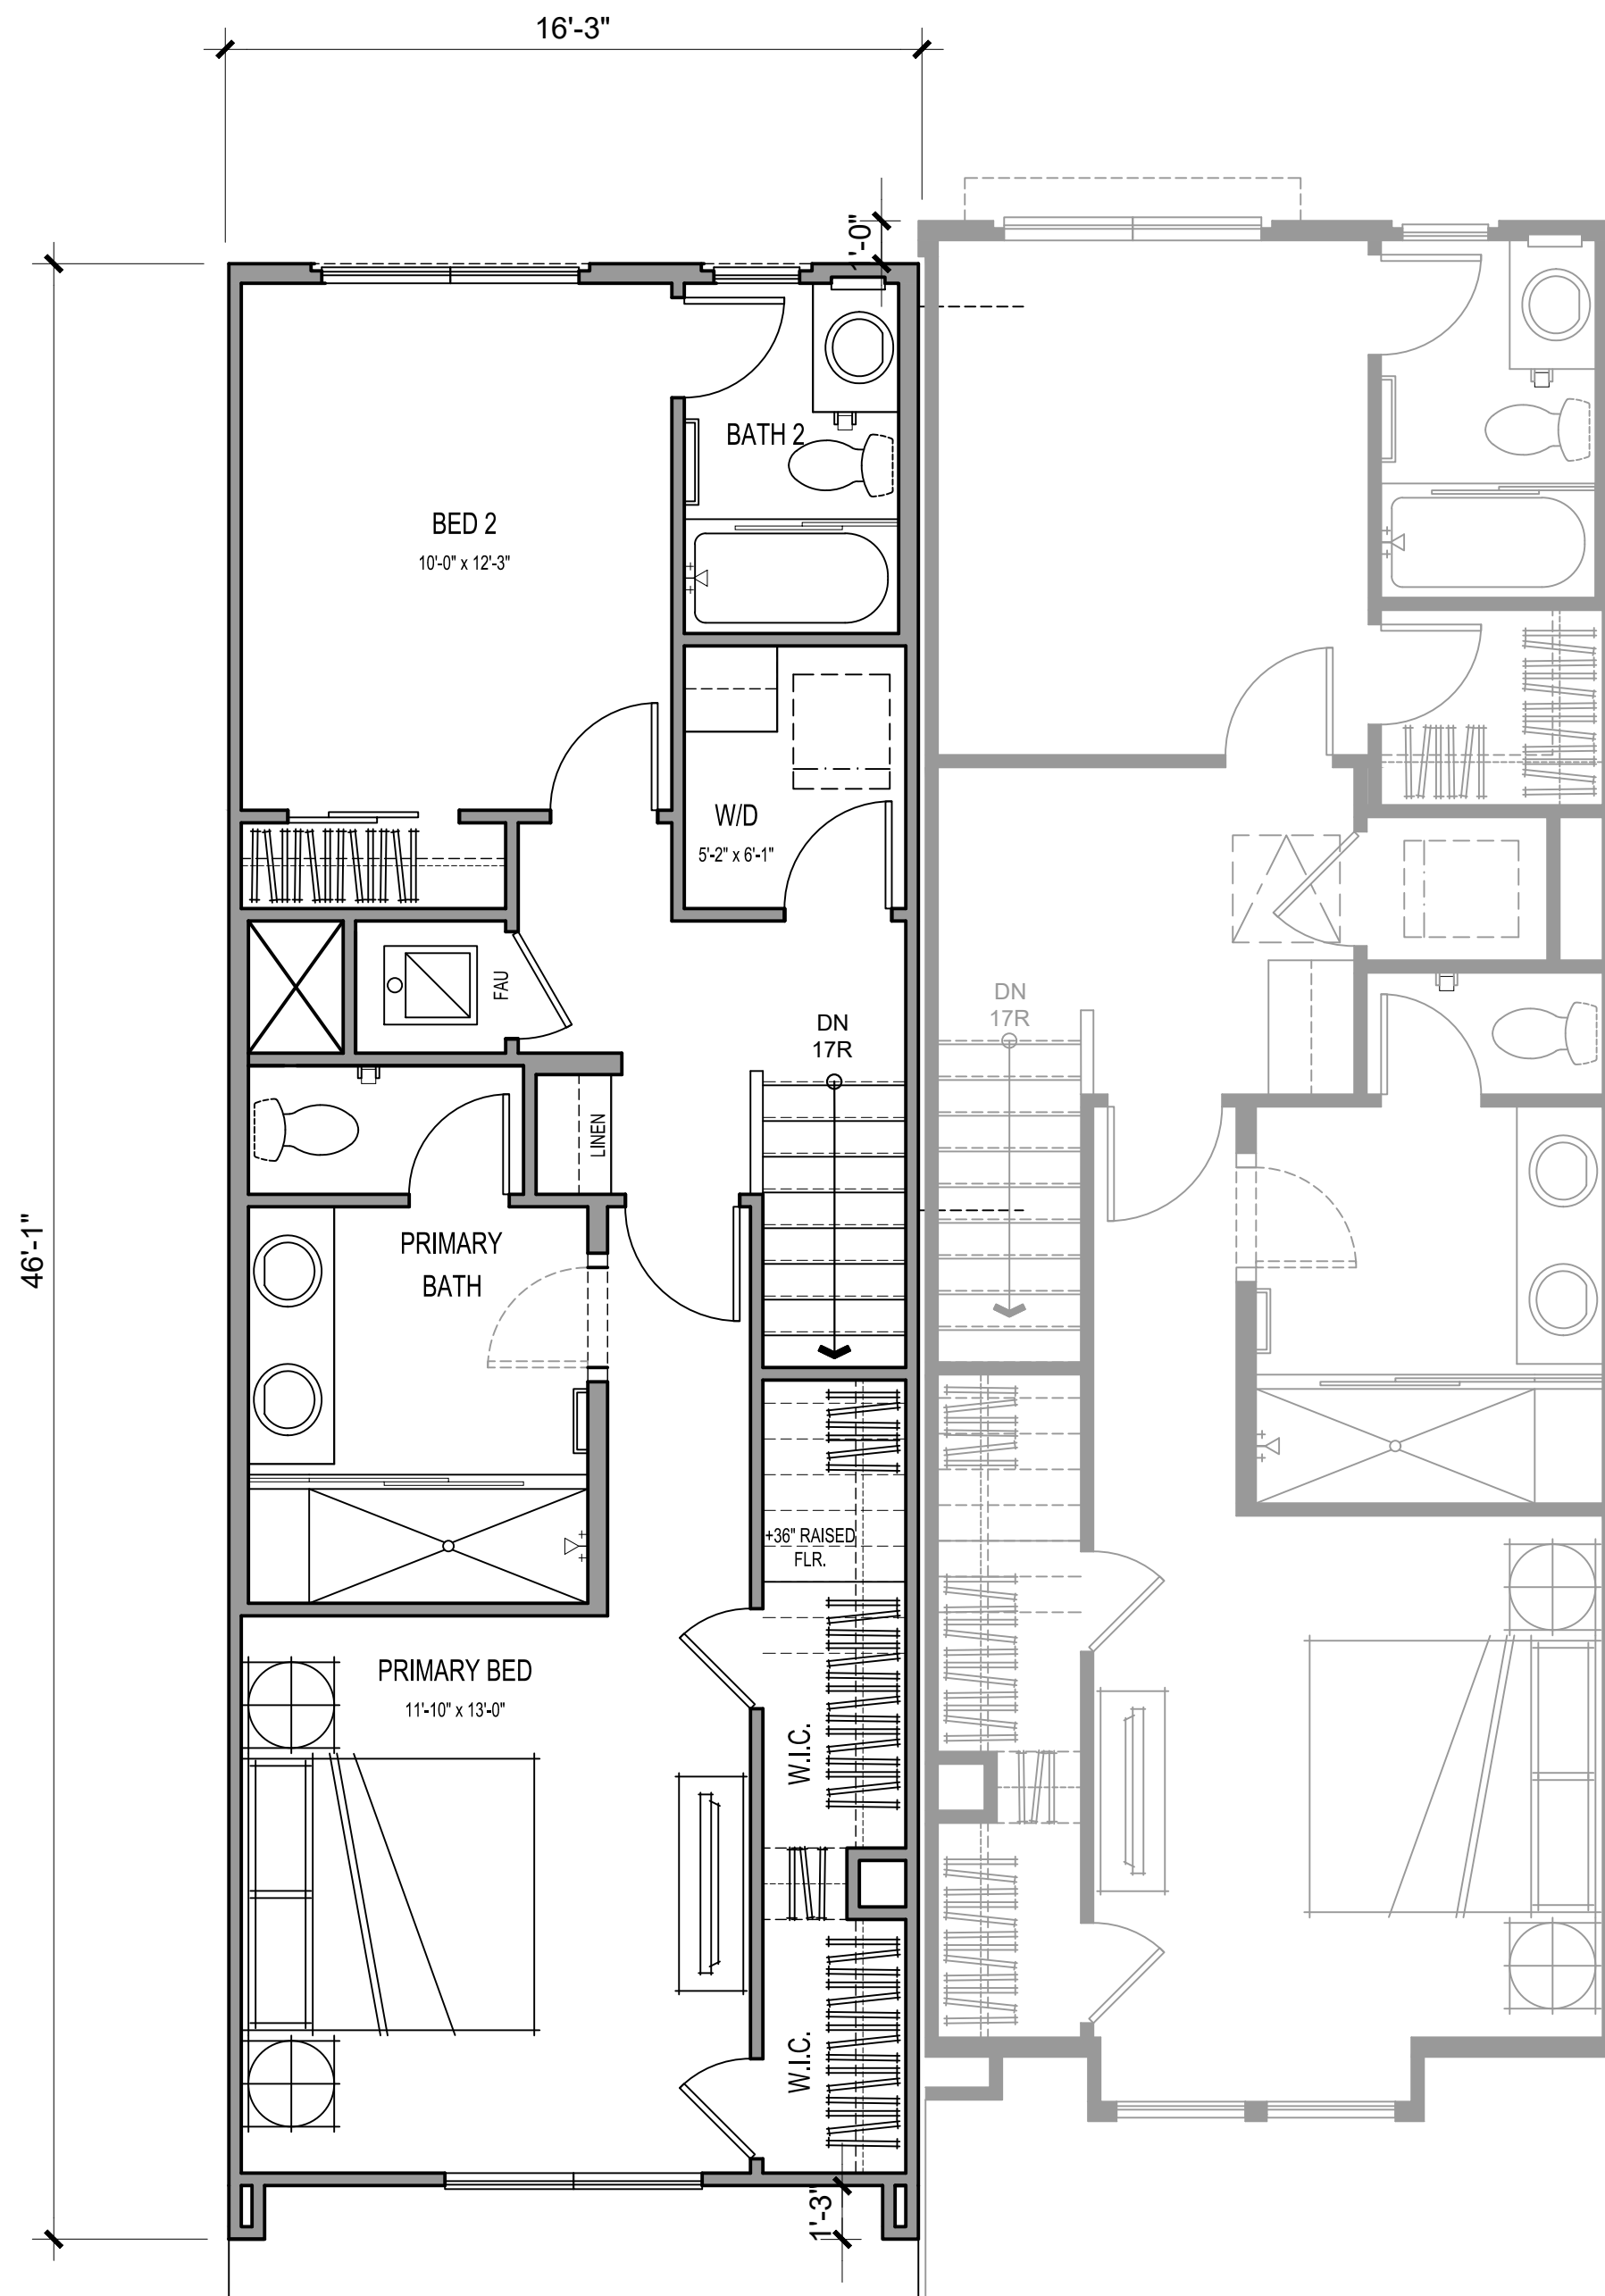 16'-3"
1'-0"
BATH 2
BED 2
10'-0" x 12'-3"
W/D
5'-2" x 6'-1"
FAU
DN
17R
DN
17R
LINEN
46'-1"
PRIMARY
BATH
+36" RAISED
FLR.
PRIMARY BED
11'-10" x 13'-0"
W.I.C.
W.I.C.
1'-3"